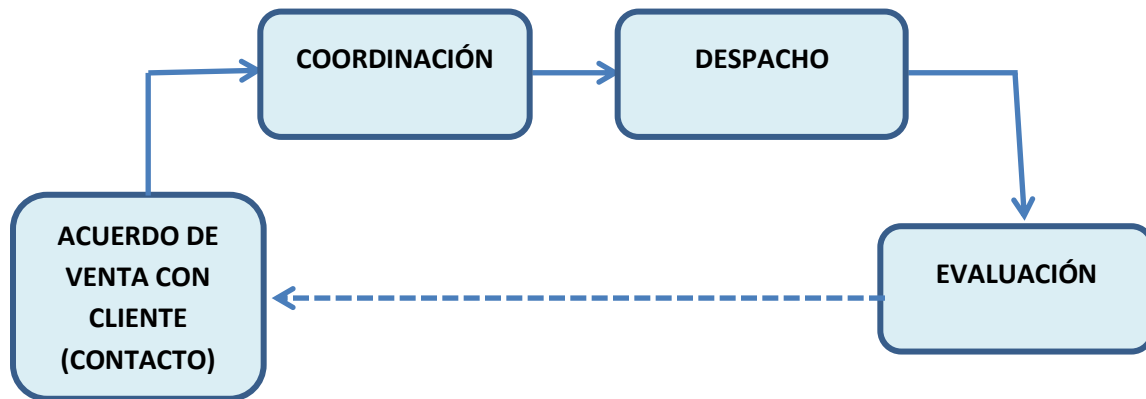 COORDINACIÓN
DESPACHO
ACUERDO DE
VENTA CON
CLIENTE
(CONTACTO)
EVALUACIÓN